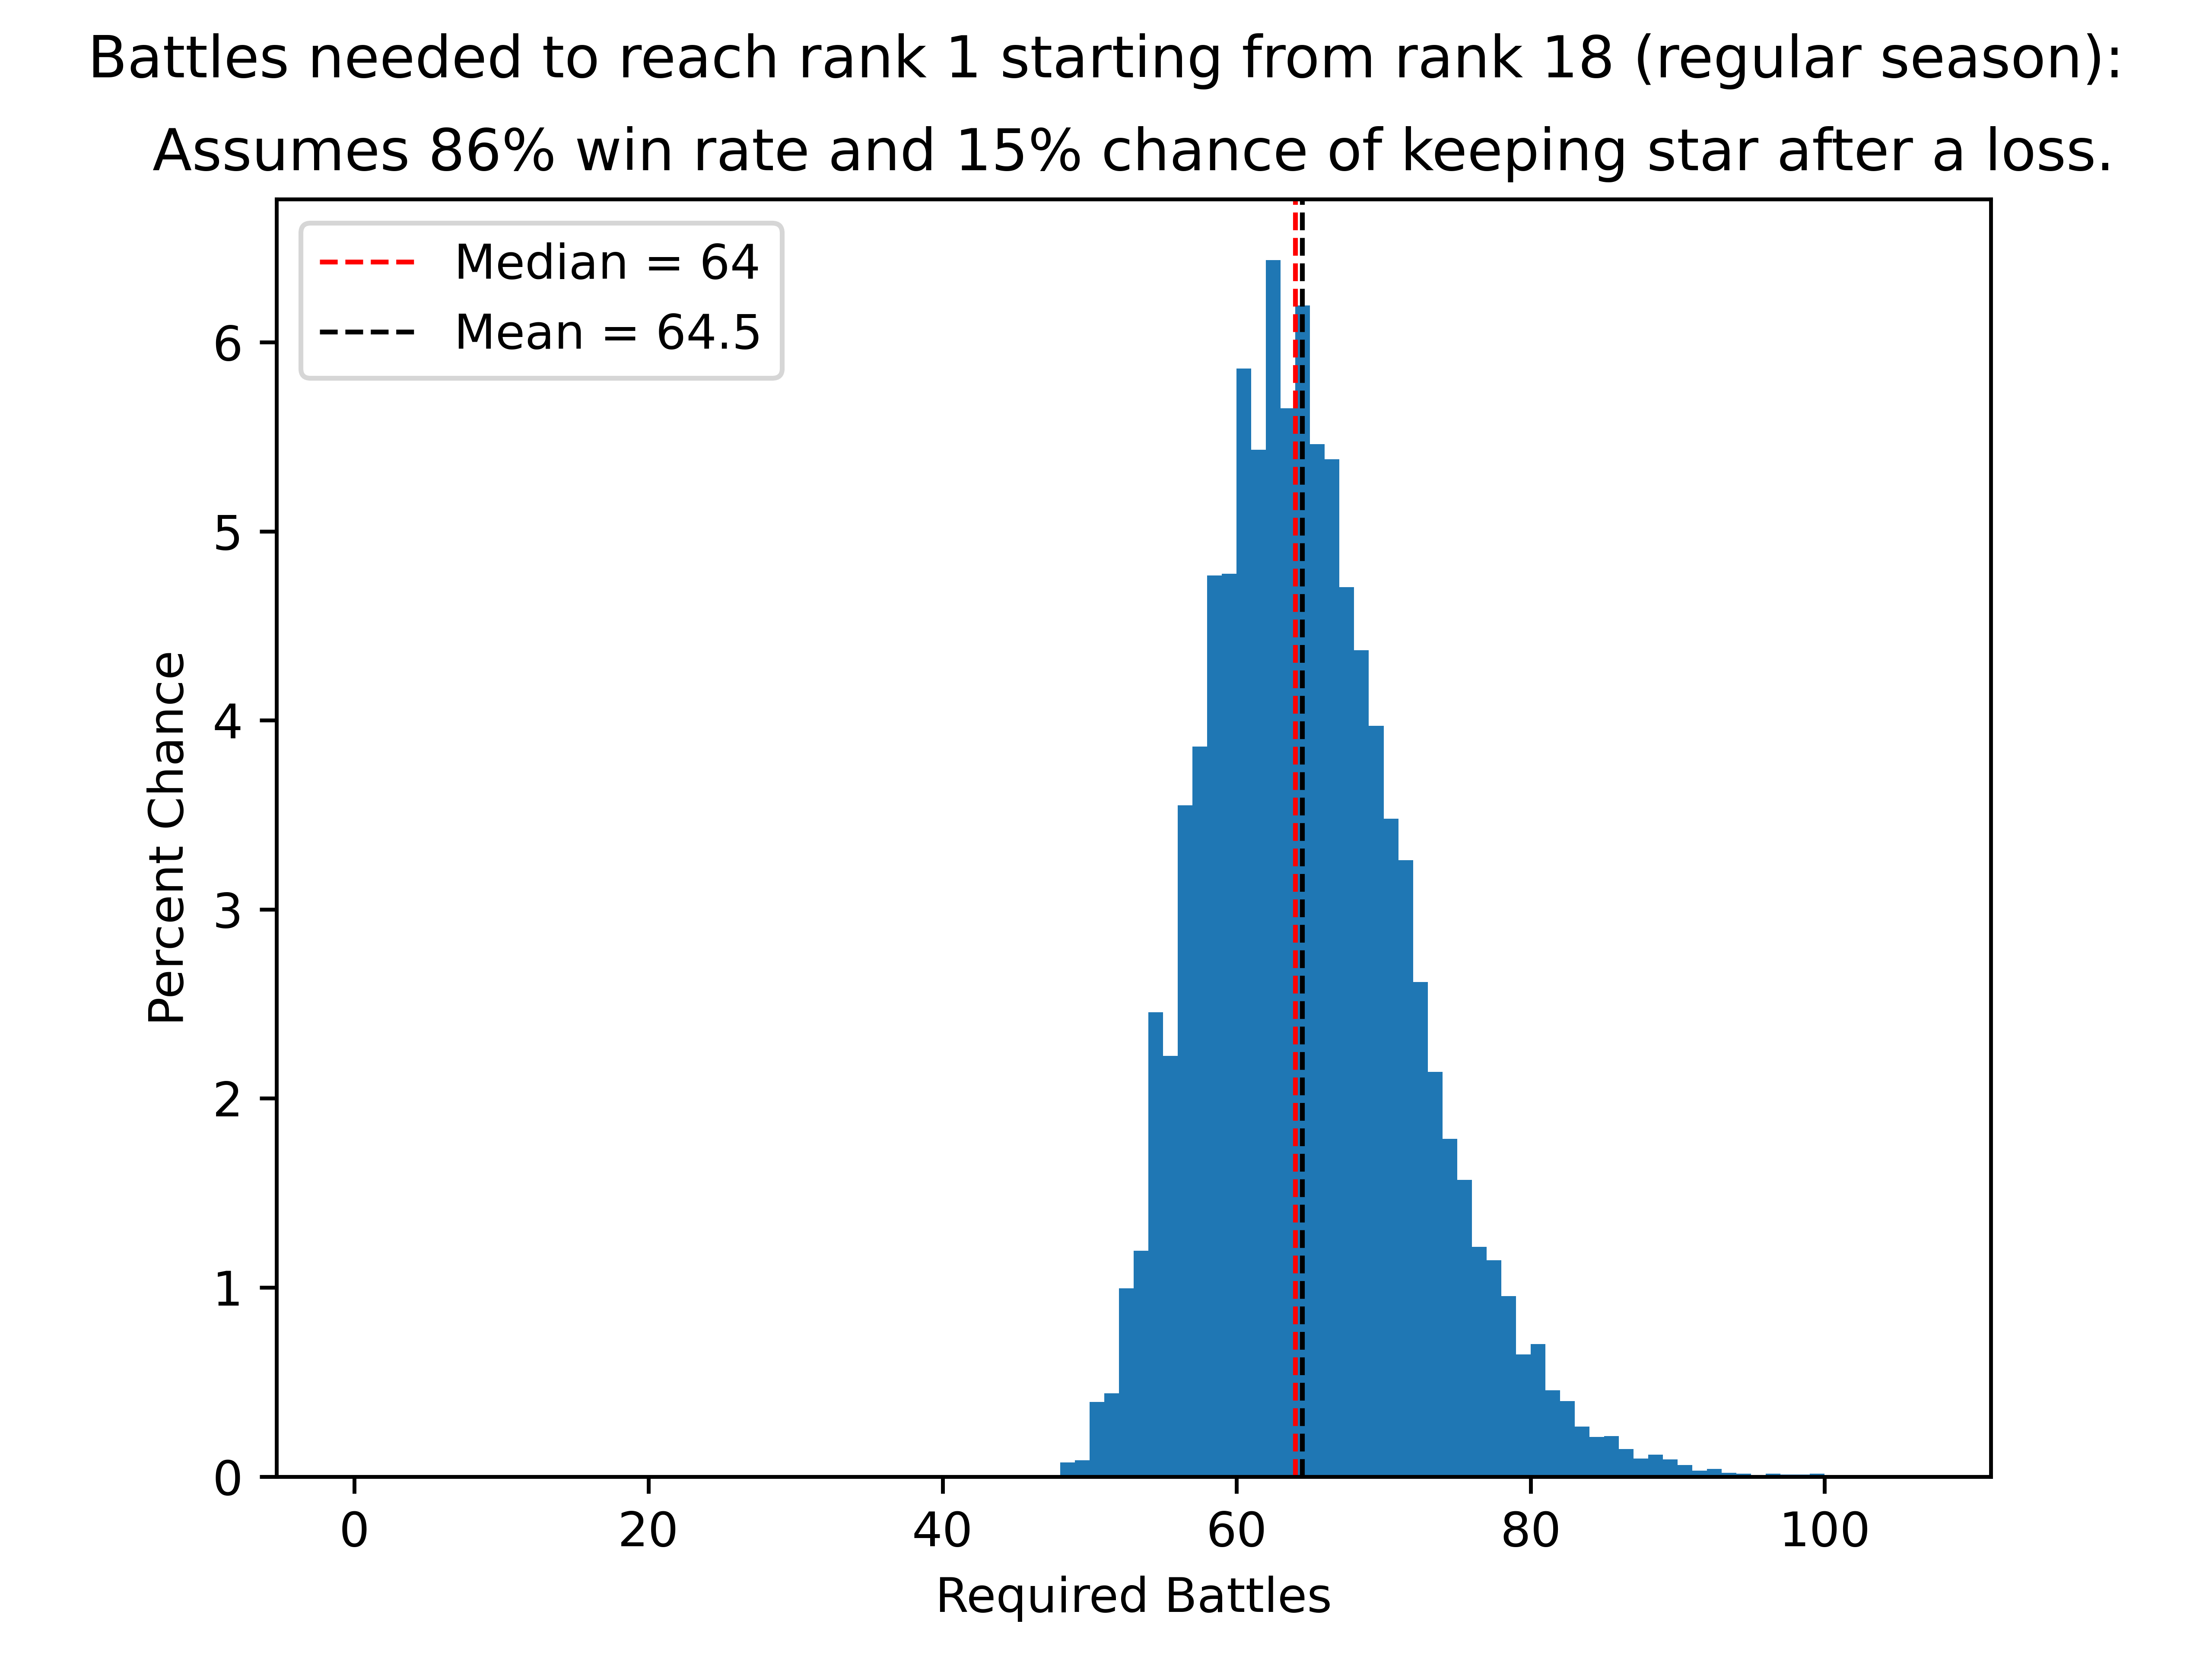 Battles needed to reach rank 1 starting from rank 18 (regular season):
Assumes 86% win rate and 15% chance of keeping star after a loss.
Median = 64
Mean = 64.5
Percent Chance
6
5
4
3
2
1
0
0 20 40 60 80 100
Required Battles